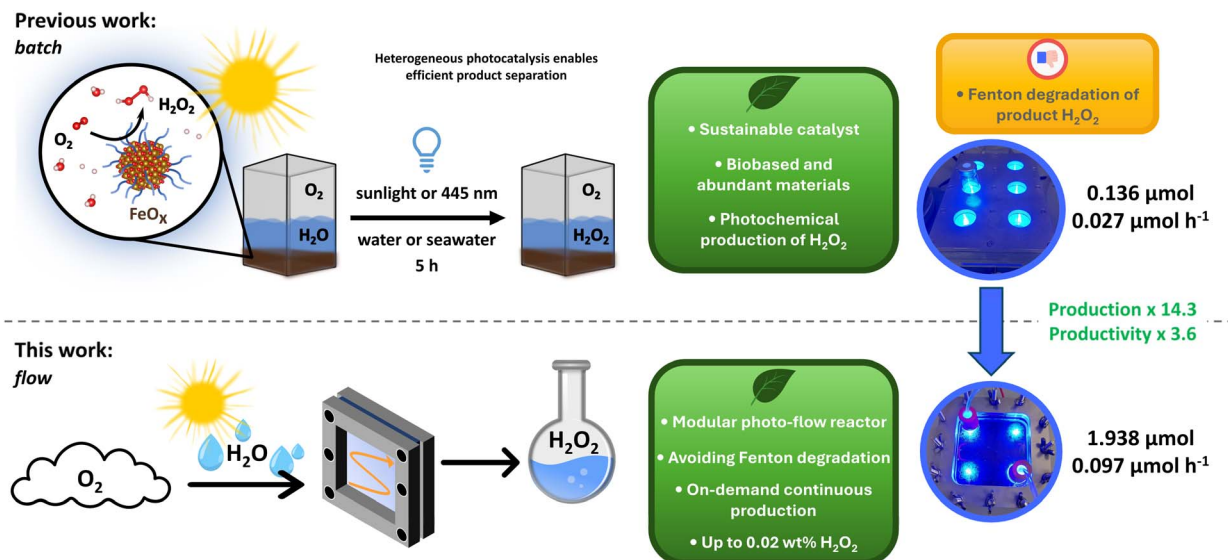 Previous work:
batch
H₂O₂
O₂
FeOₓ
Heterogeneous photocatalysis enables
efficient product separation
O₂
H₂O
sunlight or 445 nm
water or seawater
5 h
O₂
H₂O₂
• Sustainable catalyst
• Biobased and
abundant materials
• Photochemical
production of H₂O₂
• Fenton degradation of
product H₂O₂
0.136 µmol
0.027 µmol h⁻¹
Production x 14.3
Productivity x 3.6
This work:
flow
O₂
H₂O
H₂O₂
• Modular photo-flow reactor
• Avoiding Fenton degradation
• On-demand continuous
production
• Up to 0.02 wt% H₂O₂
1.938 µmol
0.097 µmol h⁻¹